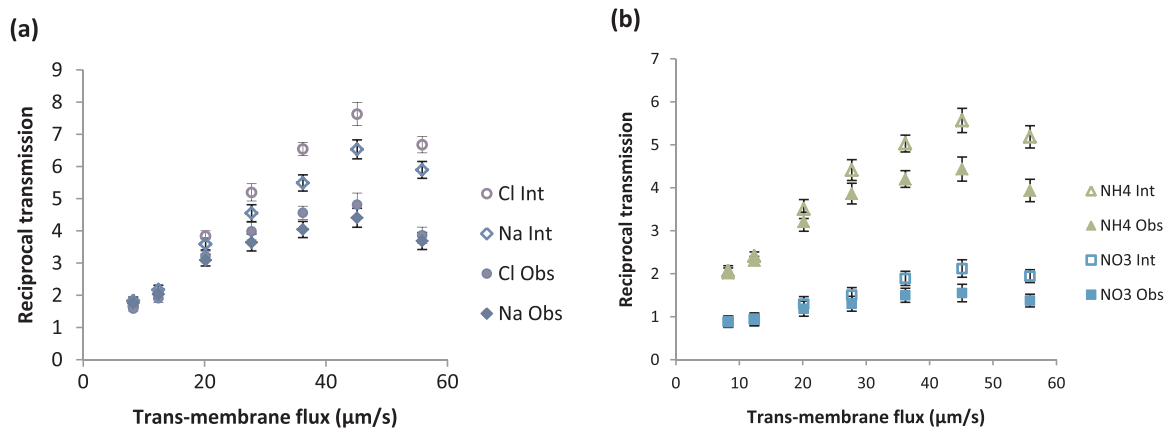 (a)
Reciprocal transmission
9
8
7
6
5
4
3
2
1
0
0 20 40 60
Trans-membrane flux (µm/s)
Cl Int
Na Int
Cl Obs
Na Obs
(b)
Reciprocal transmission
7
6
5
4
3
2
1
0
0 10 20 30 40 50 60
Trans-membrane flux (µm/s)
NH4 Int
NH4 Obs
NO3 Int
NO3 Obs